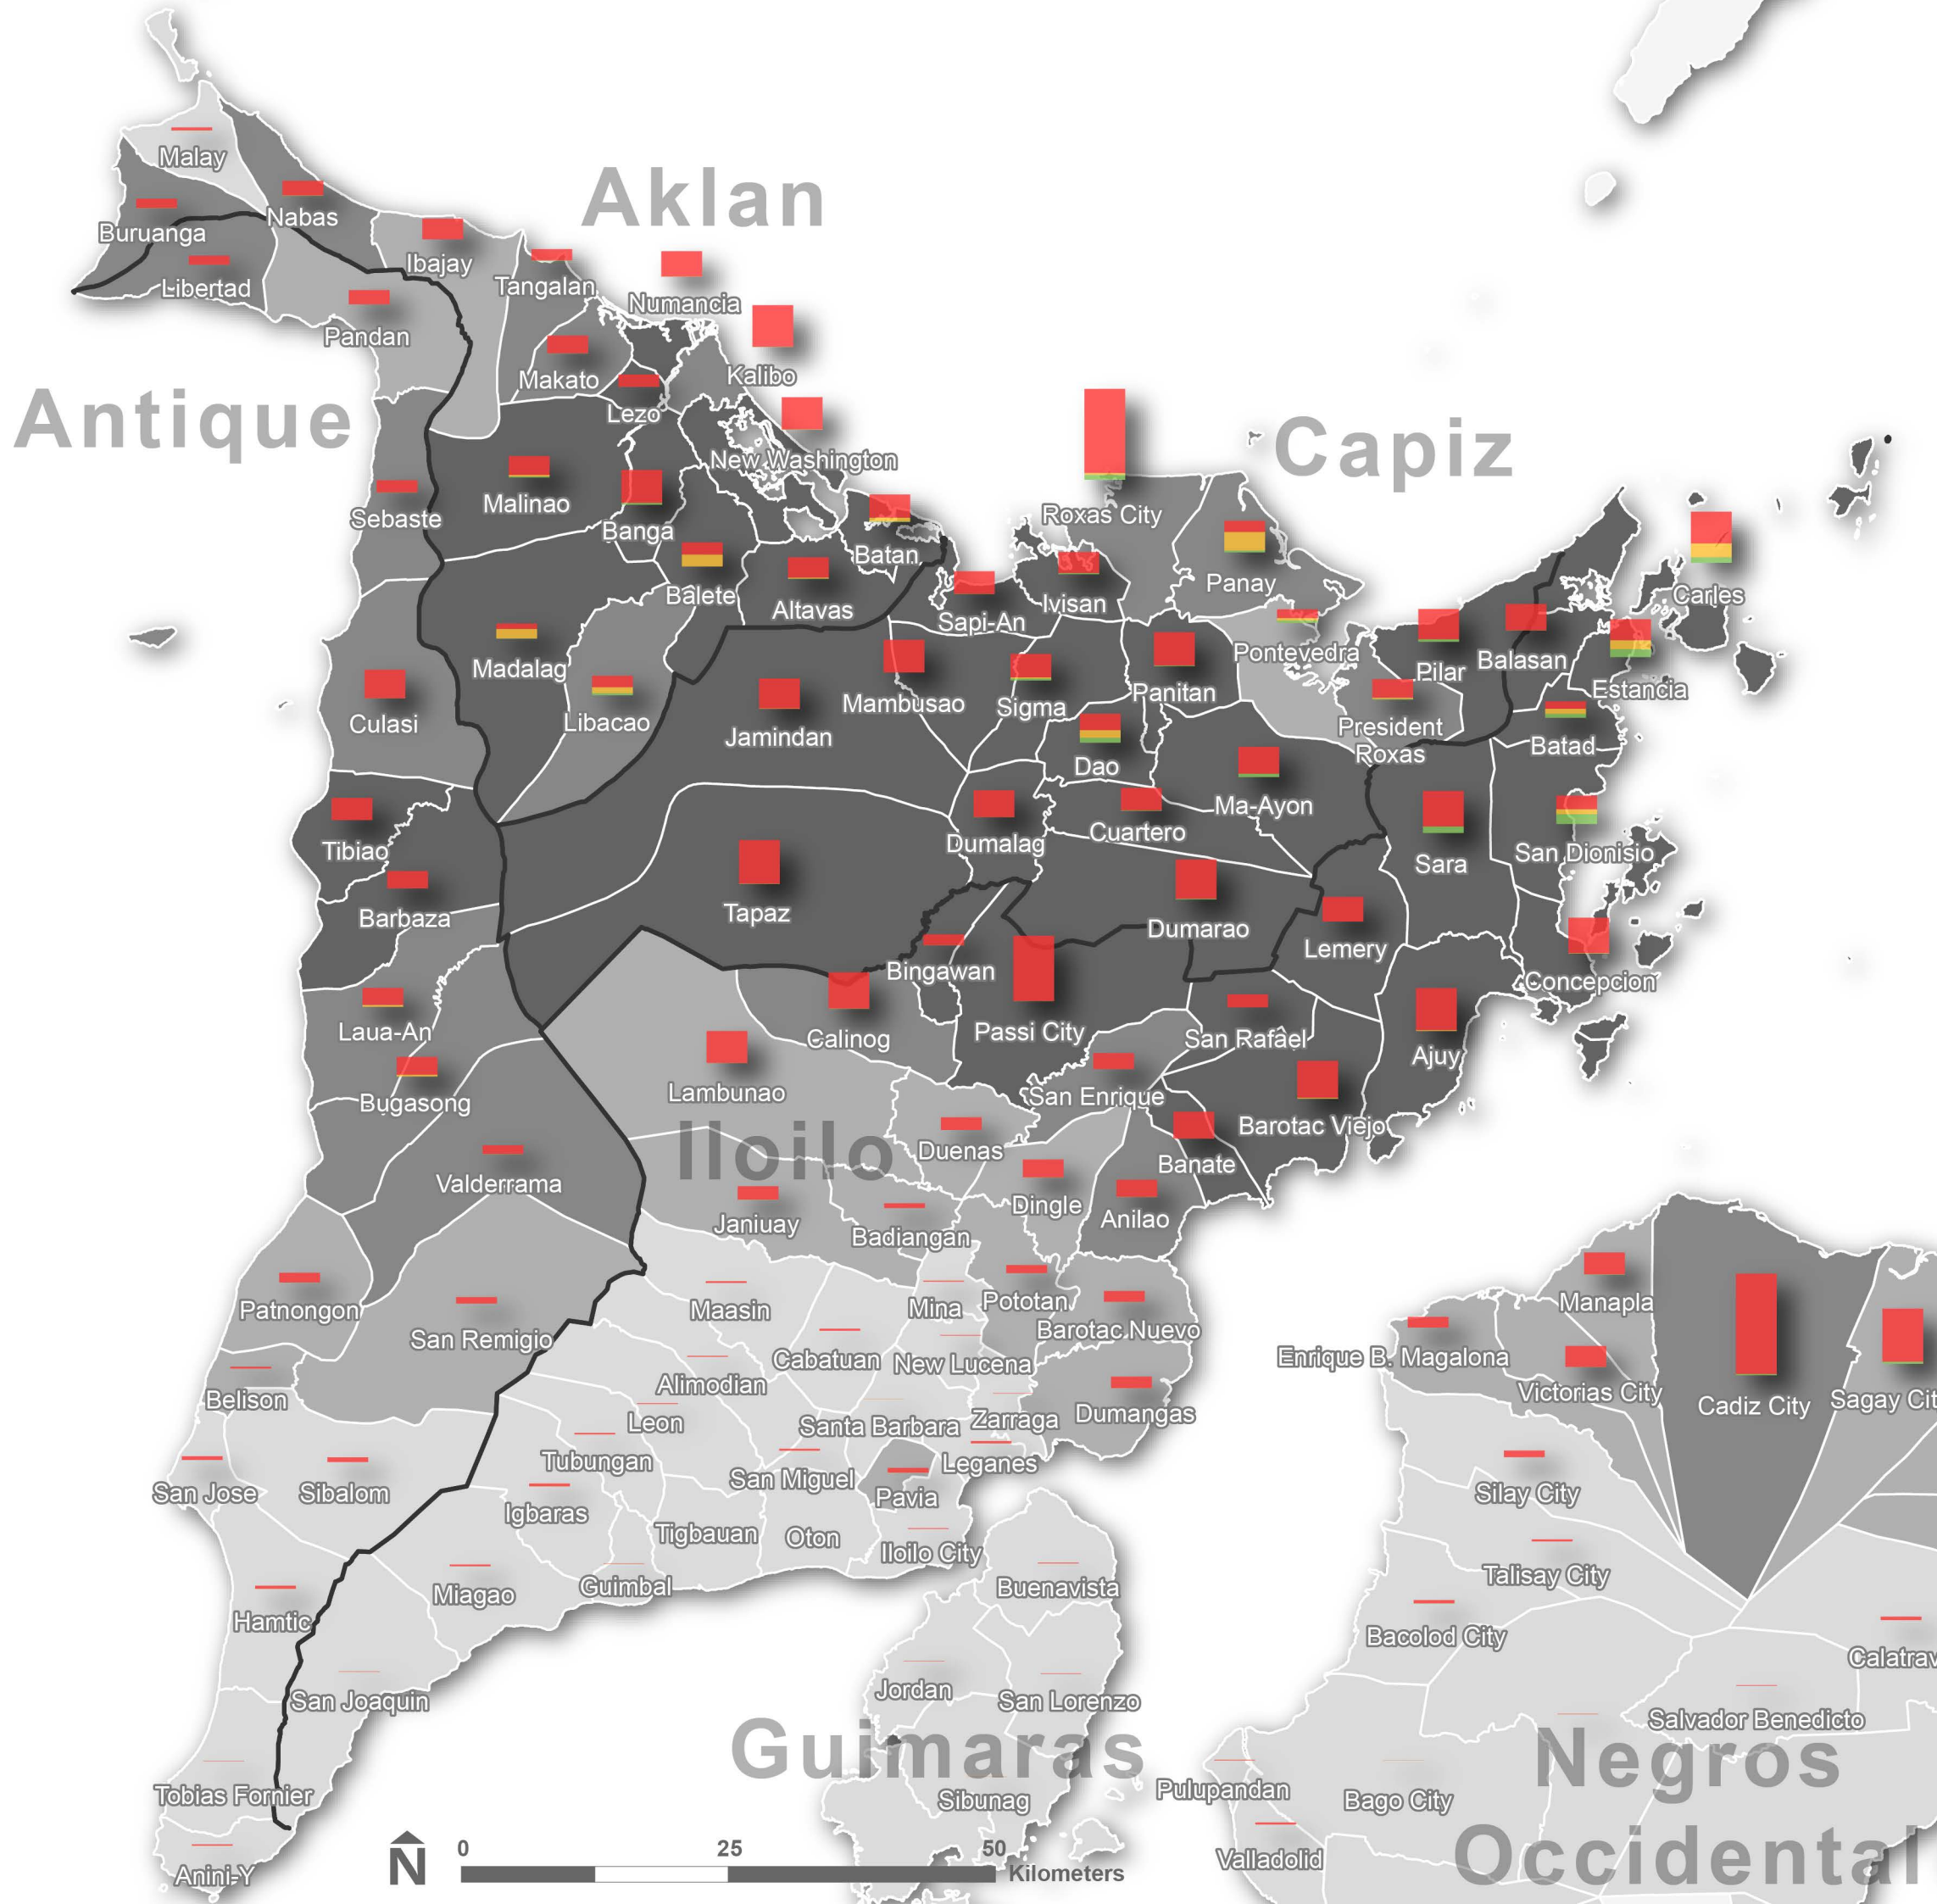 Malay
Aklan
Nabas
Buruanga
Ibajay
Libertad
Tangalan
Numancia
Pandan
Makato
Kalibo
Antique
Lezo
Capiz
New Washington
Malinao
Sebaste
Roxas City
Banga
Batan
Panay
Balete
Altavas
Carles
Ivisan
Sapi-An
Pontevedra
Madalag
Balasan
Pilar
Estancia
Panitan
Mambusao
Sigma
Libacao
Culasi
President
Roxas
Jamindan
Batad
Dao
Ma-Ayon
Cuartero
Dumalag
Tibiao
San Dionisio
Sara
Tapaz
Barbaza
Dumarao
Lemery
Bingawan
Concepcion
Laua-An
Passi City
Calinog
San Rafael
Ajuy
Lambunao
San Enrique
Bugasong
Barotac Viejo
Iloilo
Duenas
Banate
Valderrama
Dingle
Anilao
Janiuay
Badiangan
Manapla
Patnongon
Maasin
Mina
Pototan
Barotac Nuevo
San Remigio
Enrique B. Magalona
Cabatuan
New Lucena
Alimodian
Victorias City
Belison
Cadiz City
Sagay Cit
Leon
Santa Barbara
Zarraga
Dumangas
Tubungan
Leganes
San Miguel
San Jose
Sibalom
Pavia
Silay City
Igbaras
Tigbauan
Oton
Iloilo City
Talisay City
Guimbal
Buenavista
Miagao
Hamtic
Bacolod City
Calatrav
Jordan
San Lorenzo
San Joaquin
Salvador Benedicto
Guimaras
Negros
Occidental
Pulupandan
Tobias Fornier
Sibunag
Bago City
Valladolid
Anini-Y
N
0 25 50
Kilometers